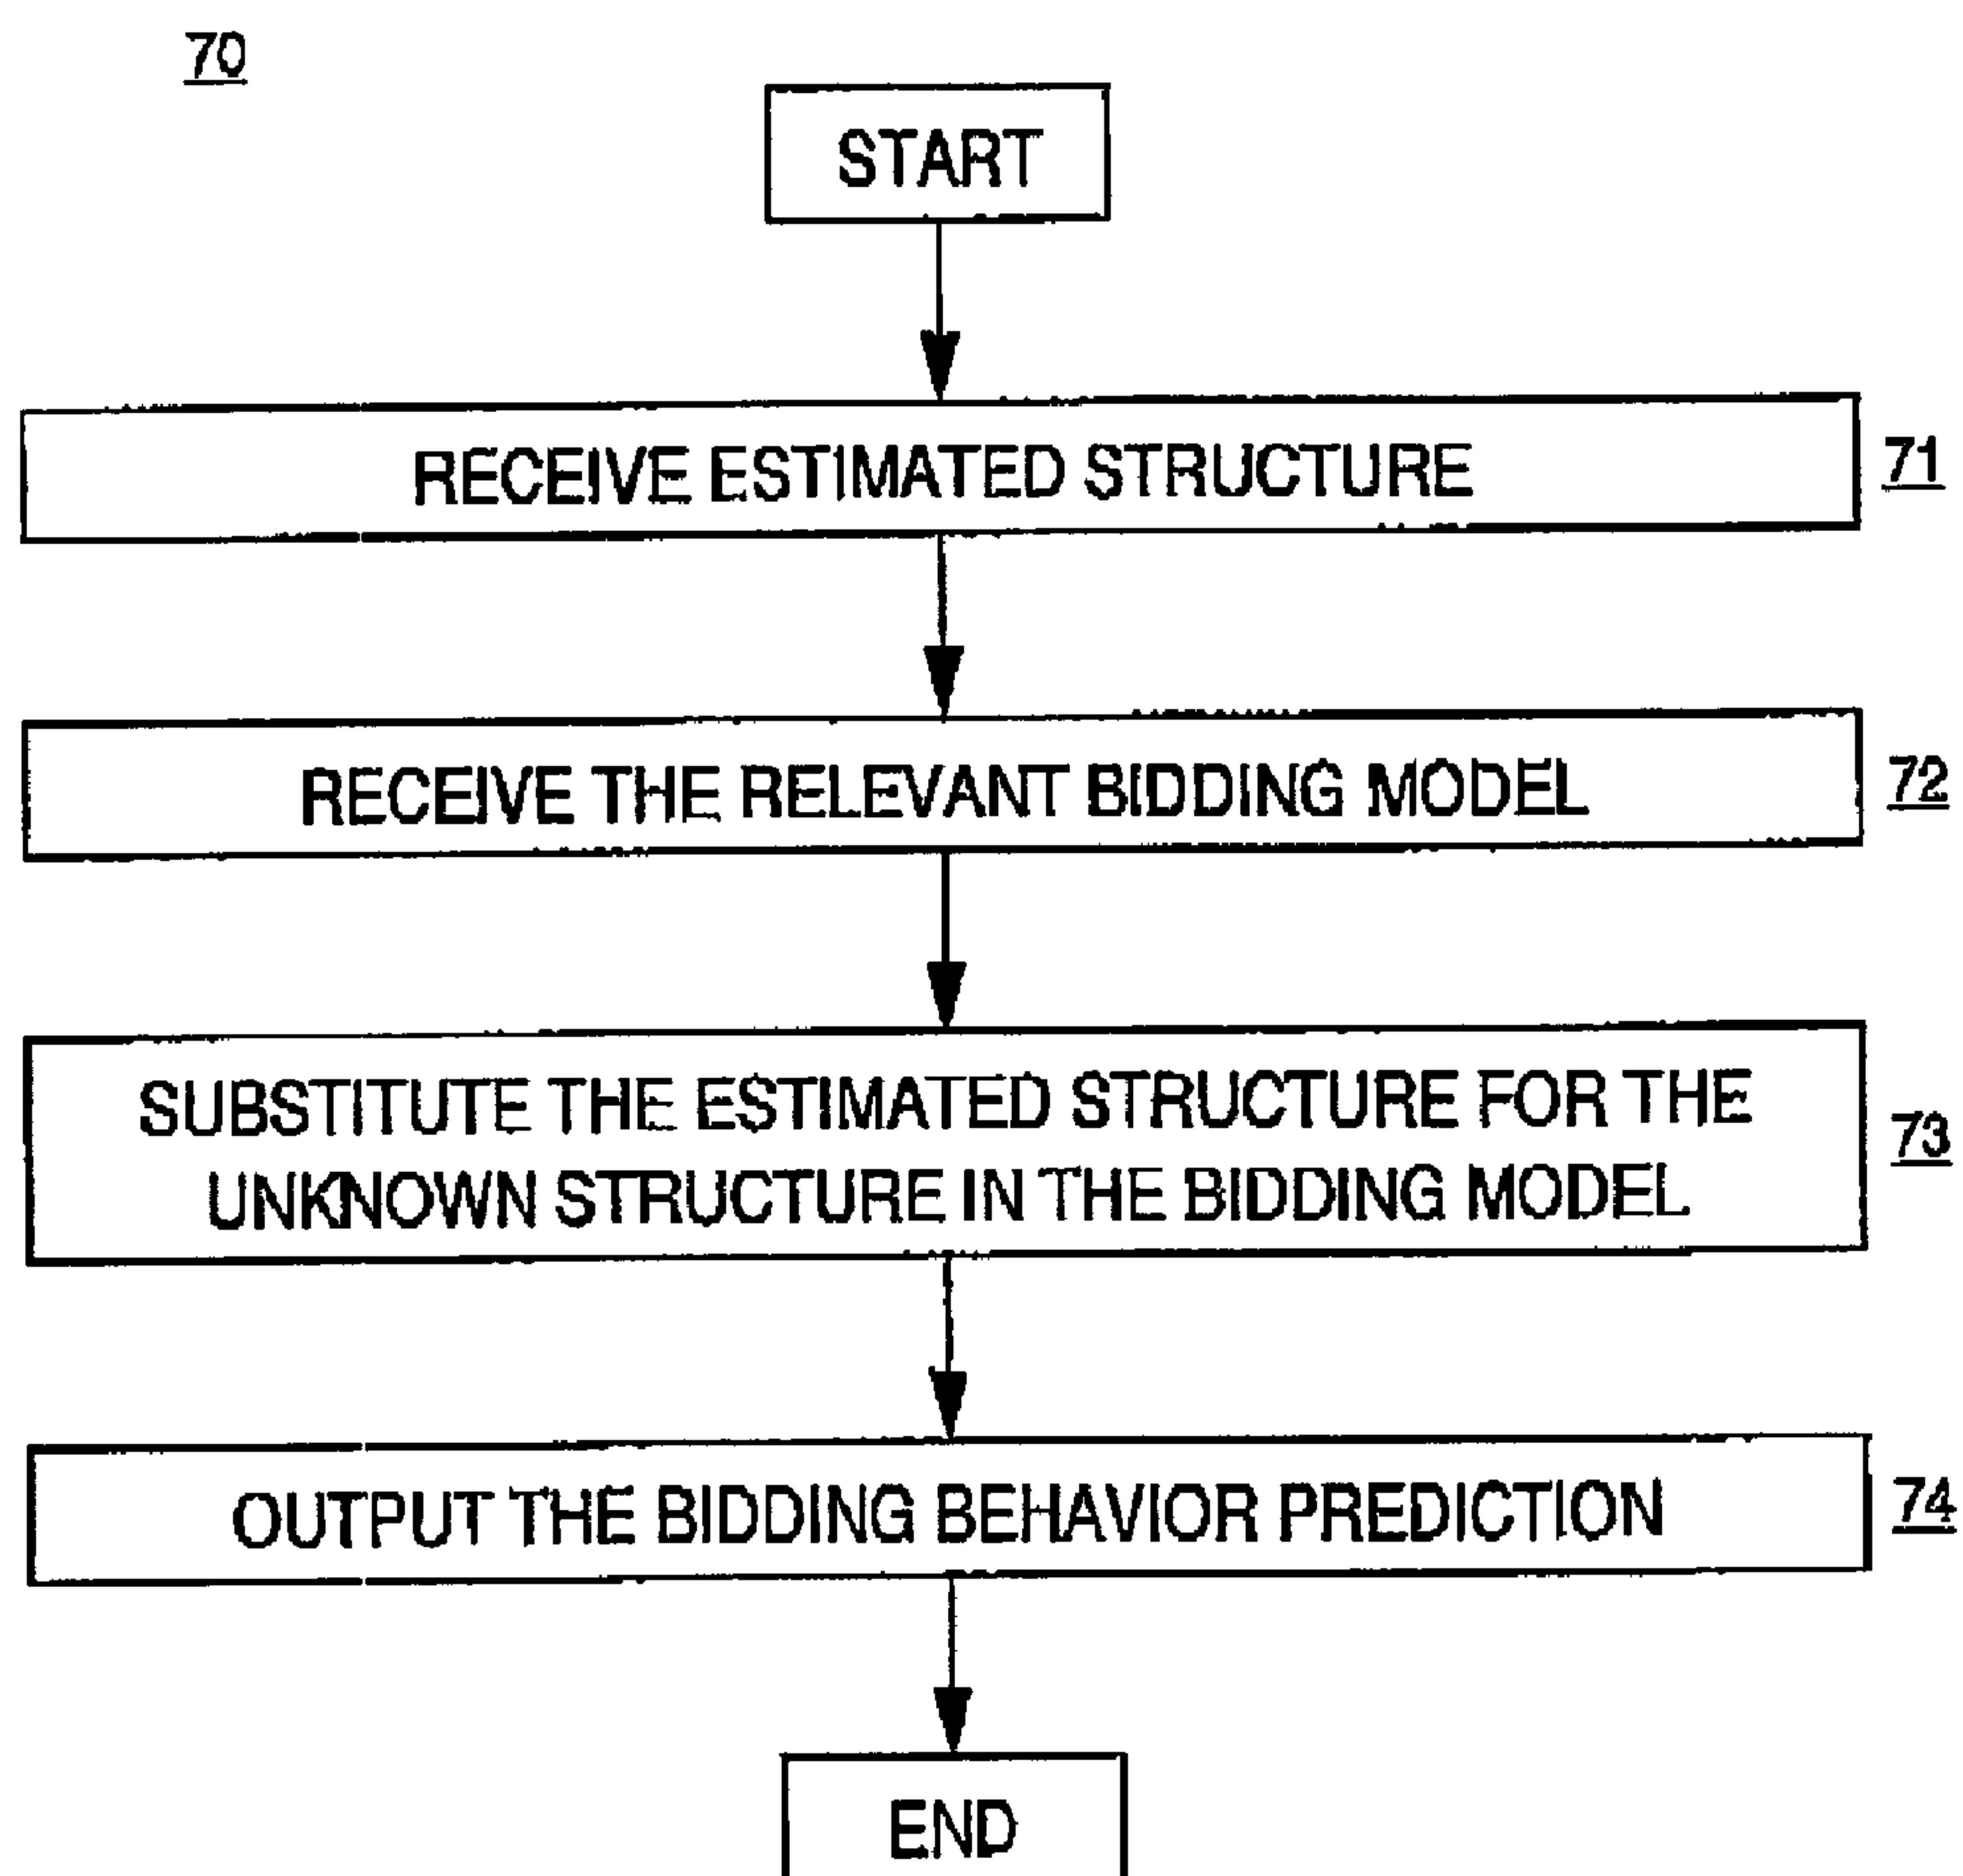 70
START
RECEIVE ESTIMATED STRUCTURE
71
RECEIVE THE RELEVANT BIDDING MODEL
72
SUBSTITUTE THE ESTIMATED STRUCTURE FOR THE
UNKNOWN STRUCTURE IN THE BIDDING MODEL
73
OUTPUT THE BIDDING BEHAVIOR PREDICTION
74
END